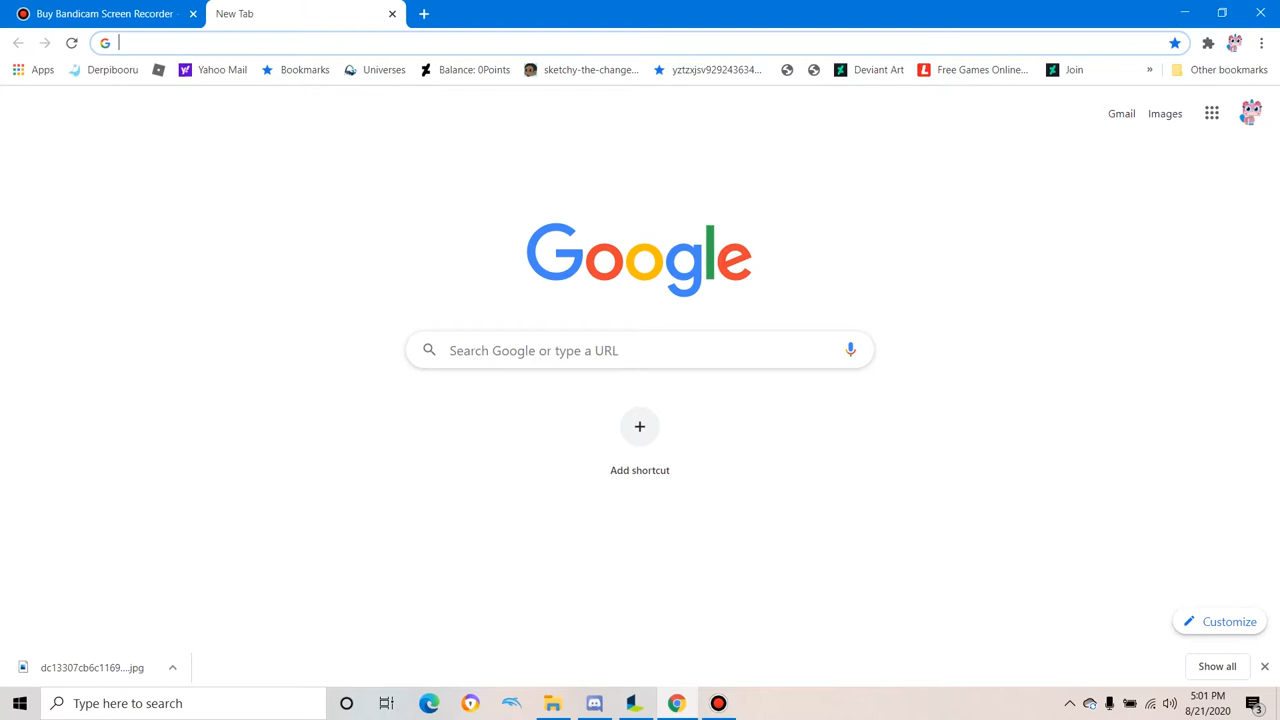 Buy Bandicam Screen Recorder -
New Tab
Apps
Derpibooru
Yahoo Mail
Bookmarks
Universes
Balance: 0Points
sketchy-the-change...
yztzxjsv929243634...
Deviant Art
Free Games Online...
Join
»
Other bookmarks
Gmail
Images
Google
Search Google or type a URL
Add shortcut
Customize
dc13307cb6c1169....jpg
Show all
Type here to search
5:01 PM
8/21/2020
3